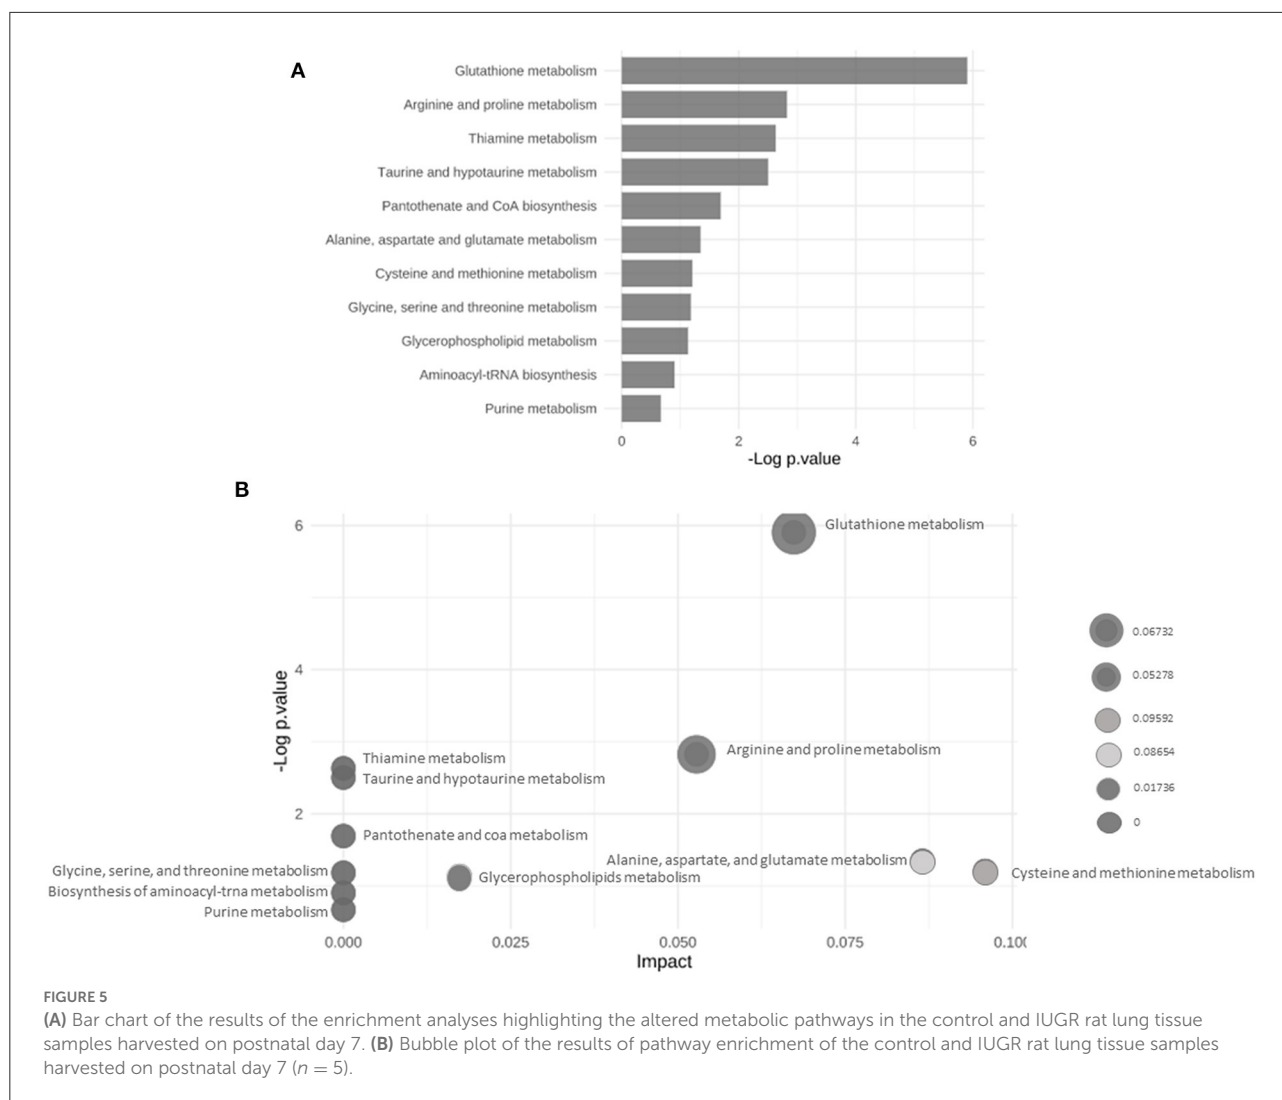 A
Glutathione metabolism
Arginine and proline metabolism
Thiamine metabolism
Taurine and hypotaurine metabolism
Pantothenate and CoA biosynthesis
Alanine, aspartate and glutamate metabolism
Cysteine and methionine metabolism
Glycine, serine and threonine metabolism
Glycerophospholipid metabolism
Aminoacyl-tRNA biosynthesis
Purine metabolism
0 2 4 6
-Log p.value
B
6
4
2
-Log p.value
Glutathione metabolism
Arginine and proline metabolism
Thiamine metabolism
Taurine and hypotaurine metabolism
Pantothenate and coa metabolism
Alanine, aspartate, and glutamate metabolism
Glycine, serine, and threonine metabolism
Cysteine and methionine metabolism
Glycerophospholipids metabolism
Biosynthesis of aminoacyl-trna metabolism
Purine metabolism
0.000 0.025 0.050 0.075 0.10(
Impact
0.06732
0.05278
0.09592
0.08654
0.01736
0
FIGURE 5
(A) Bar chart of the results of the enrichment analyses highlighting the altered metabolic pathways in the control and IUGR rat lung tissue
samples harvested on postnatal day 7. (B) Bubble plot of the results of pathway enrichment of the control and IUGR rat lung tissue samples
harvested on postnatal day 7 (n = 5).